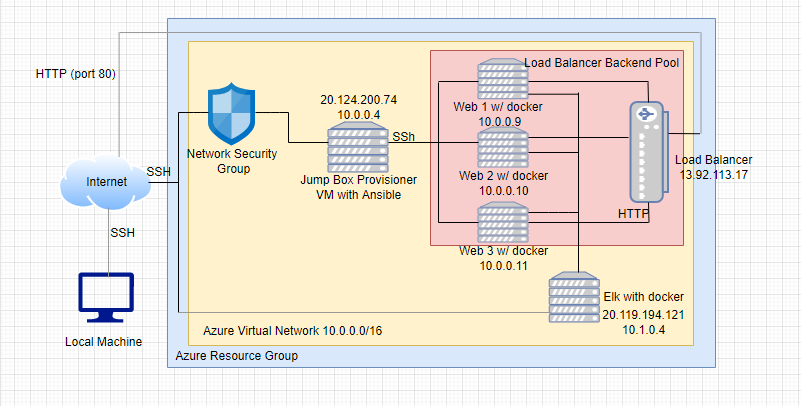 HTTP (port 80)
Load Balancer Backend Pool
20.124.200.74
10.0.0.4
Web 1 w/ docker
10.0.0.9
SSh
Network Security
Group
Jump Box Provisioner
VM with Ansible
Web 2 w/ docker
10.0.0.10
Load Balancer
13.92.113.17
SSH
Internet
HTTP
SSH
Web 3 w/ docker
10.0.0.11
Elk with docker
20.119.194.121
10.1.0.4
Azure Virtual Network 10.0.0.0/16
Local Machine
Azure Resource Group